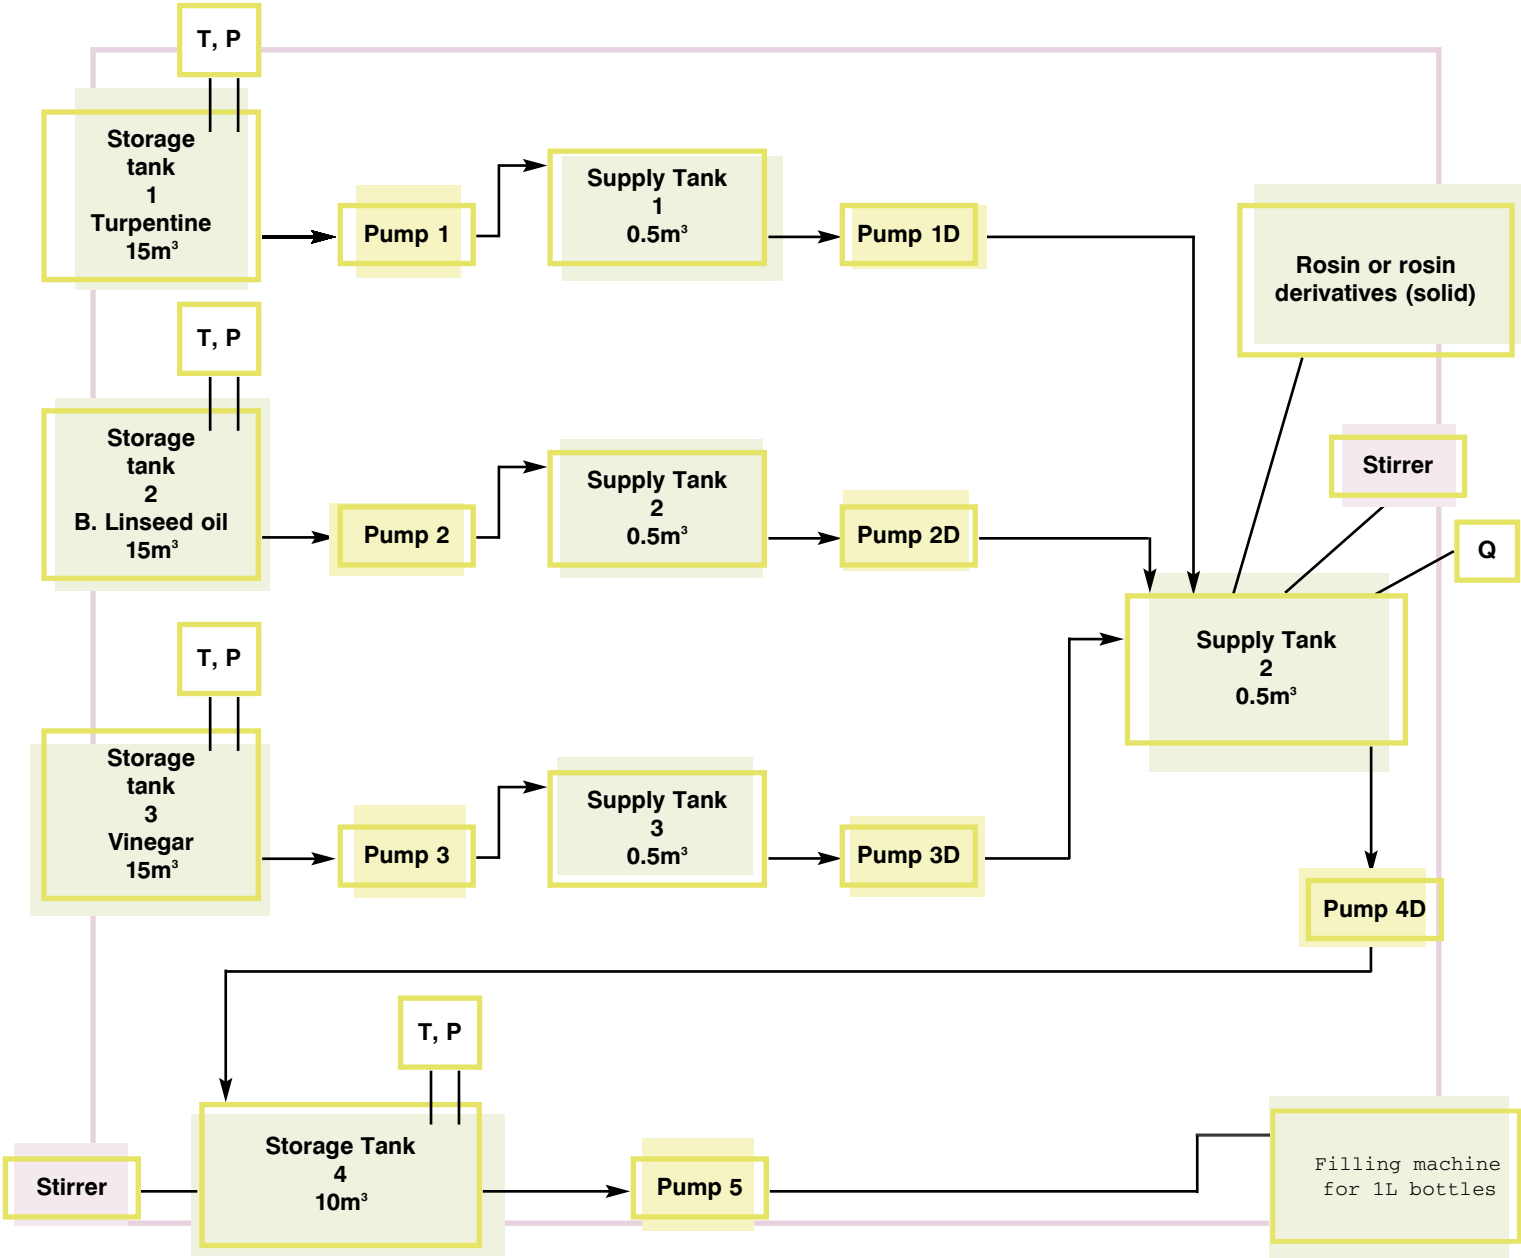 T, P
Storage
tank
1
Turpentine
15m³
Pump 1
Supply Tank
1
0.5m³
Pump 1D
Rosin or rosin
derivatives (solid)
T, P
Storage
tank
2
B. Linseed oil
15m³
Pump 2
Supply Tank
2
0.5m³
Pump 2D
Stirrer
Q
Supply Tank
2
0.5m³
T, P
Storage
tank
3
Vinegar
15m³
Pump 3
Supply Tank
3
0.5m³
Pump 3D
Pump 4D
T, P
Stirrer
Storage Tank
4
10m³
Pump 5
Filling machine
for 1L bottles